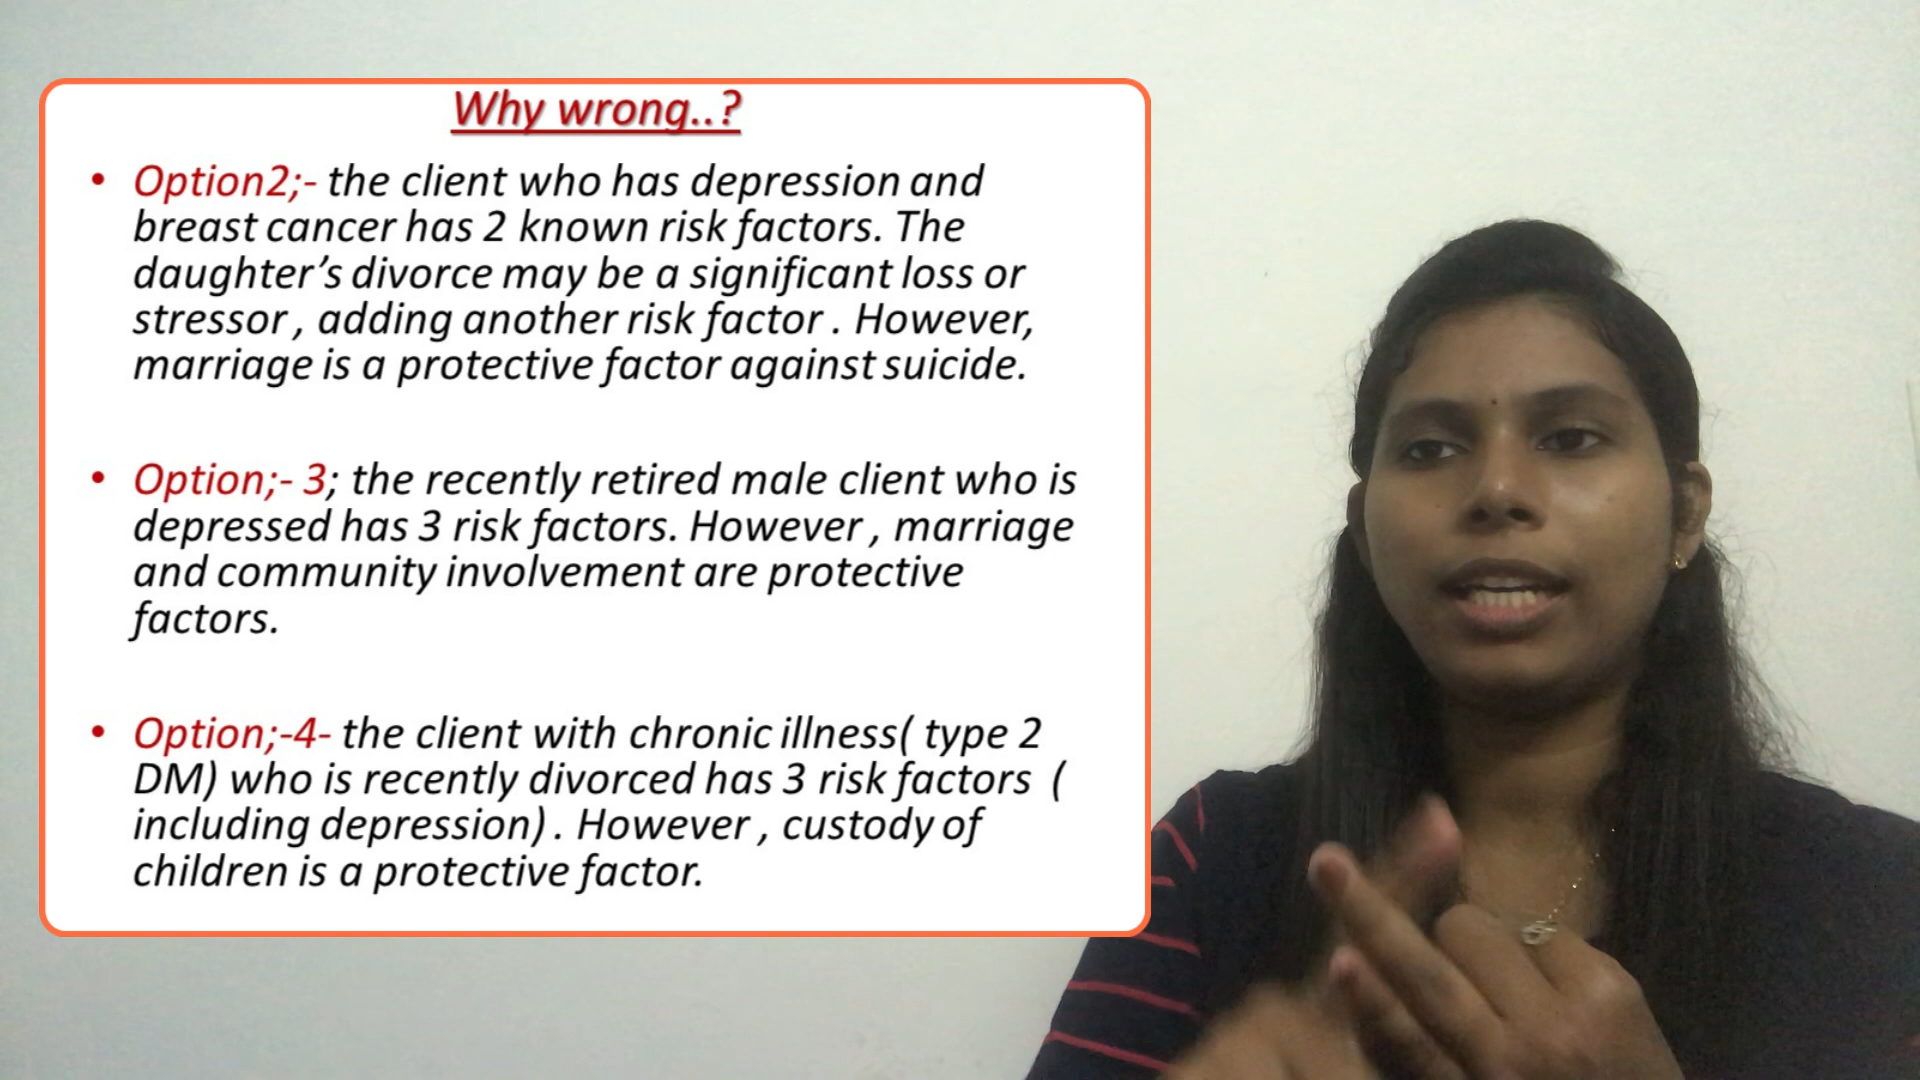 Why wrong..?
• Option2;- the client who has depression and
breast cancer has 2 known risk factors. The
daughter’s divorce may be a significant loss or
stressor , adding another risk factor . However,
marriage is a protective factor against suicide.
• Option;- 3; the recently retired male client who is
depressed has 3 risk factors. However , marriage
and community involvement are protective
factors.
• Option;-4- the client with chronic illness( type 2
DM) who is recently divorced has 3 risk factors (
including depression) . However , custody of
children is a protective factor.